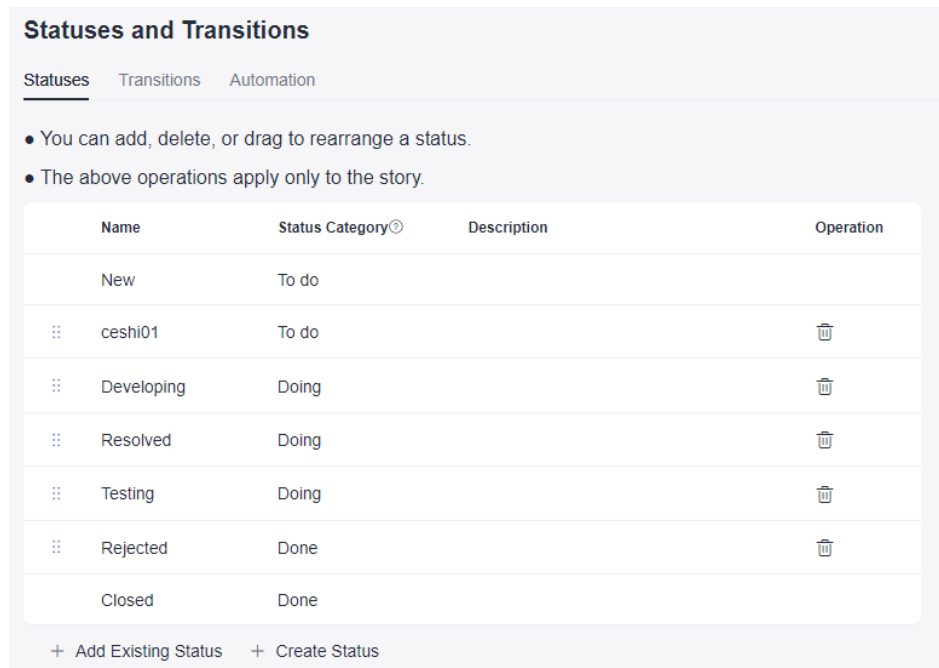 Statuses and Transitions
Statuses Transitions Automation
● You can add, delete, or drag to rearrange a status.
● The above operations apply only to the story.
Name Status Category Description Operation
New To do
ceshi01 To do
Developing Doing
Resolved Doing
Testing Doing
Rejected Done
Closed Done
+ Add Existing Status + Create Status